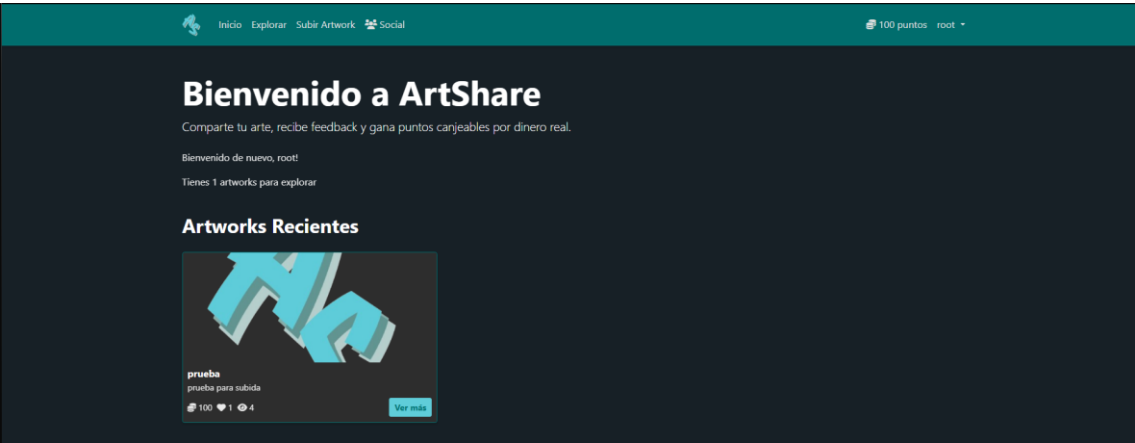 Inicio Explorar Subir Artwork Social 100 puntos root
Bienvenido a ArtShare
Comparte tu arte, recibe feedback y gana puntos canjeables por dinero real.
Bienvenido de nuevo, root!
Tienes 1 artworks para explorar
Artworks Recientes
prueba
prueba para subida
100 1 4 Ver más